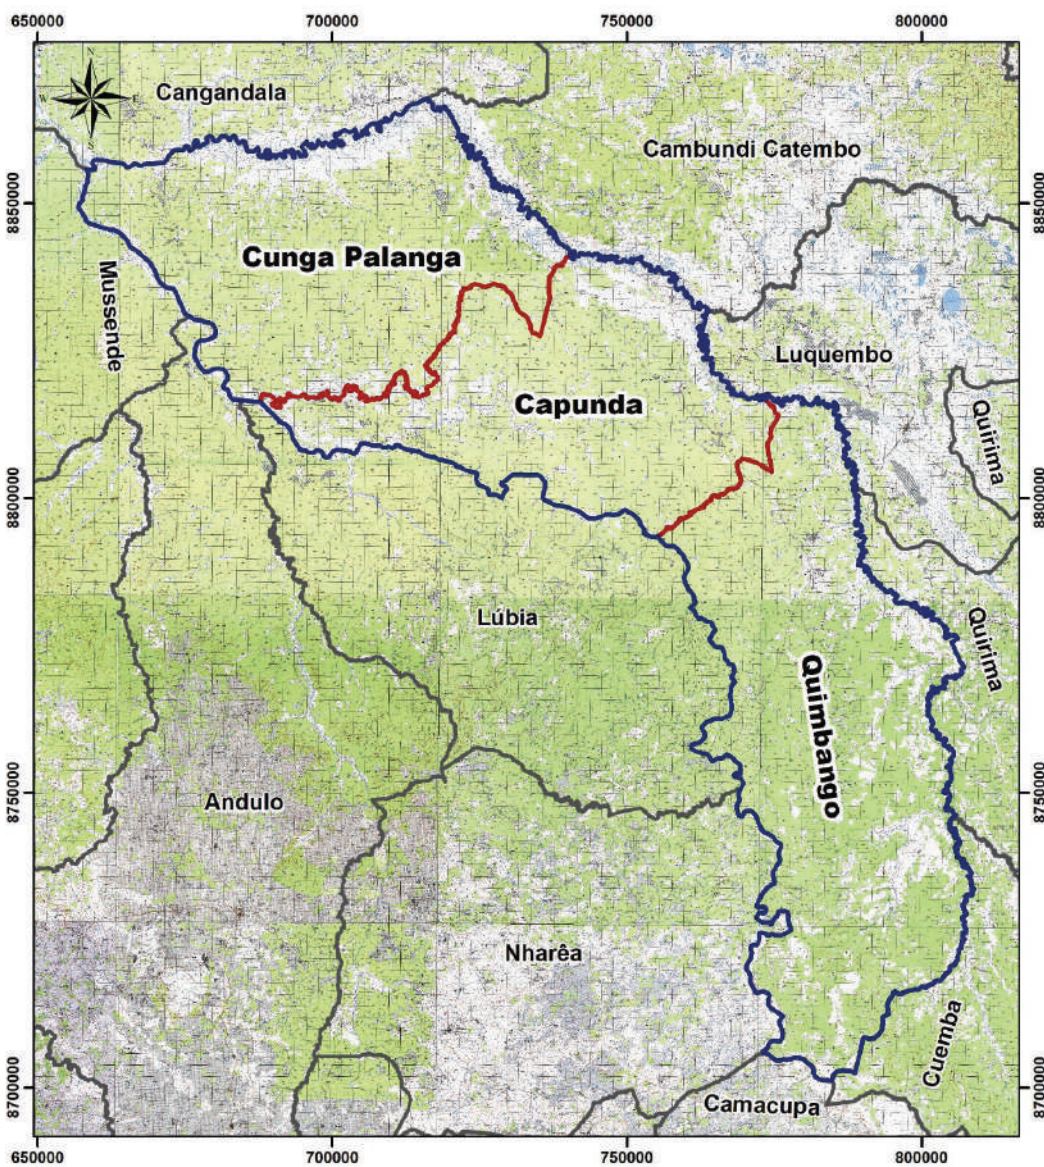 650000 700000 750000 800000
N
E
S
Cangandala
Cambundi Catembo
8850000 8850000
Cunga Palanga
Mussende
Luquembo
Capunda
Quirima
8800000 8800000
Lúbia
Quirima
Quimbango
Andulo
8750000 8750000
Nharêa
Cuemba
8700000 8700000
Camacupa
650000 700000 750000 800000